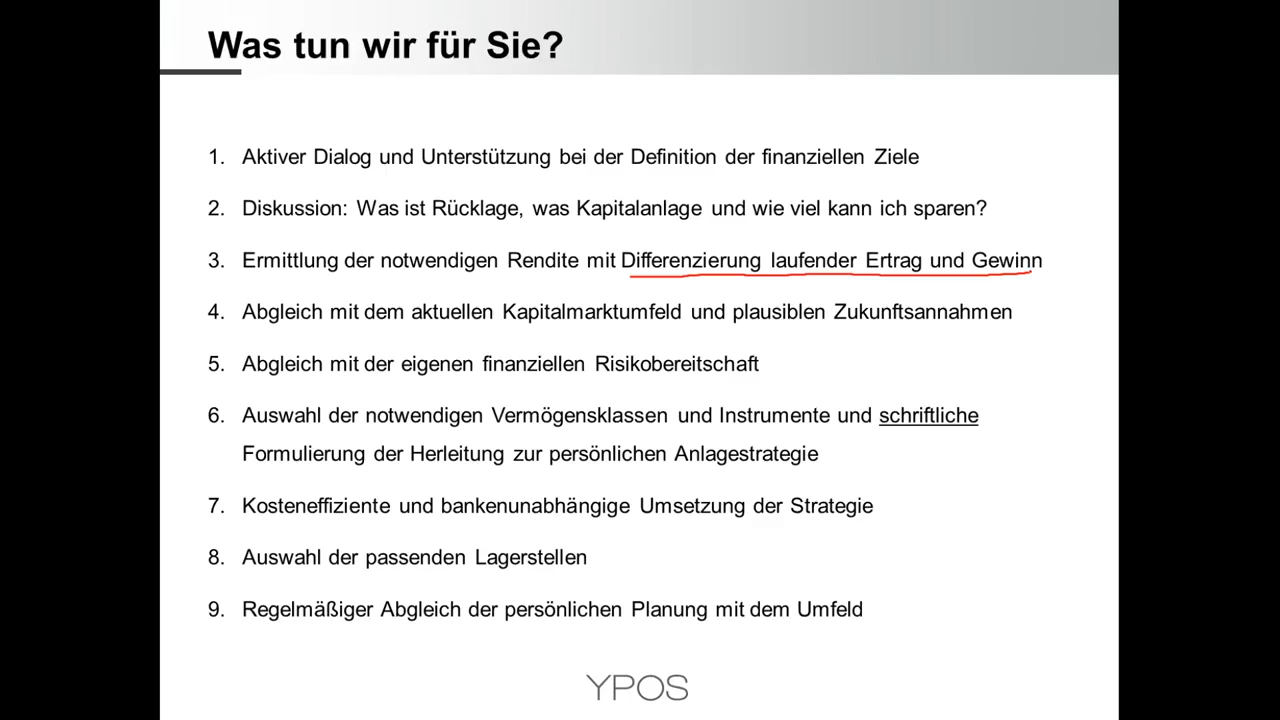 Was tun wir für Sie?
1. Aktiver Dialog und Unterstützung bei der Definition der finanziellen Ziele
2. Diskussion: Was ist Rücklage, was Kapitalanlage und wie viel kann ich sparen?
3. Ermittlung der notwendigen Rendite mit Differenzierung laufender Ertrag und Gewinn
4. Abgleich mit dem aktuellen Kapitalmarktumfeld und plausiblen Zukunftsannahmen
5. Abgleich mit der eigenen finanziellen Risikobereitschaft
6. Auswahl der notwendigen Vermögensklassen und Instrumente und schriftliche
Formulierung der Herleitung zur persönlichen Anlagestrategie
7. Kosteneffiziente und bankenunabhängige Umsetzung der Strategie
8. Auswahl der passenden Lagerstellen
9. Regelmäßiger Abgleich der persönlichen Planung mit dem Umfeld
YPOS